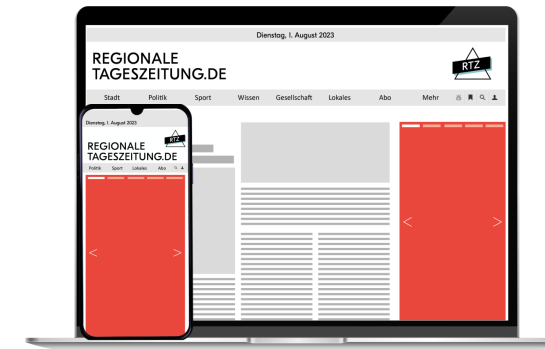 Dienstag, 1. August 2023
REGIONALE
TAGESZEITUNG.DE
RTZ
Stadt Politik Sport Wissen Gesellschaft Lokales Abo Mehr
Dienstag, 1. August 2023
REGIONALE
TAGESZEITUNG.DE
RTZ
Politik Sport Lokales Abo